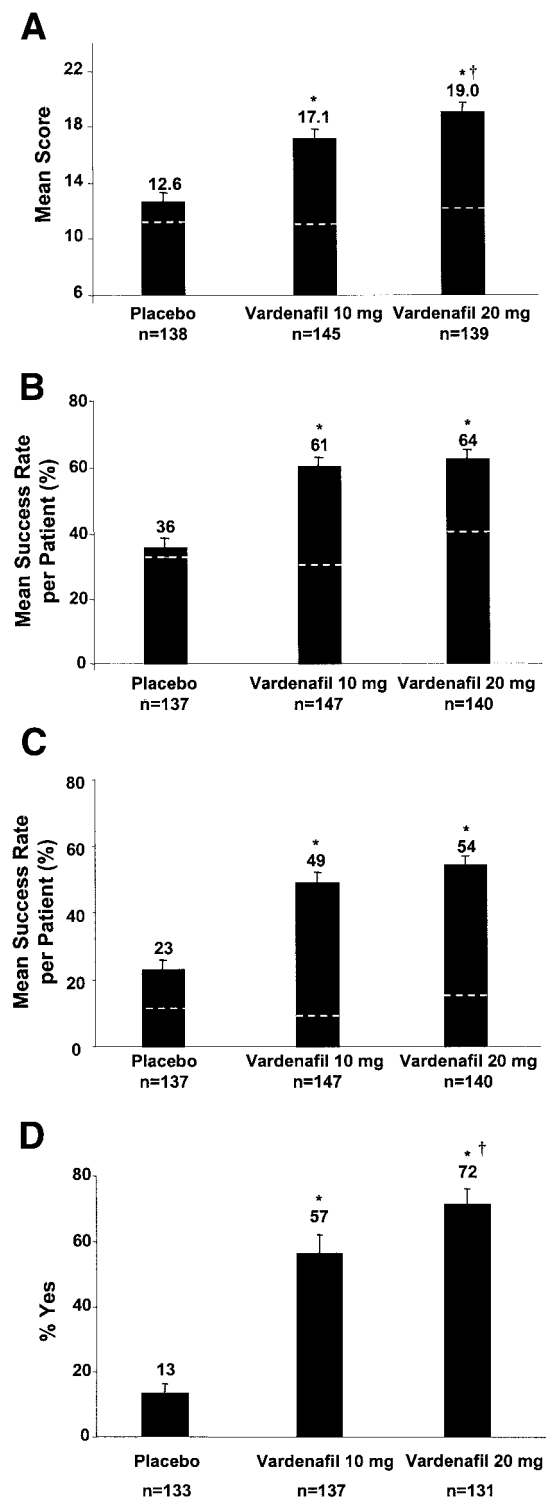 A
Mean Score
22
18
14
10
6
* †
19.0
*
17.1
12.6
Placebo
n=138
Vardenafil 10 mg
n=145
Vardenafil 20 mg
n=139
B
Mean Success Rate
per Patient (%)
80
60
40
20
0
*
64
*
61
36
Placebo
n=137
Vardenafil 10 mg
n=147
Vardenafil 20 mg
n=140
C
Mean Success Rate
per Patient (%)
80
60
40
20
0
*
54
*
49
23
Placebo
n=137
Vardenafil 10 mg
n=147
Vardenafil 20 mg
n=140
D
% Yes
80
60
40
20
0
* †
72
*
57
13
Placebo
n=133
Vardenafil 10 mg
n=137
Vardenafil 20 mg
n=131